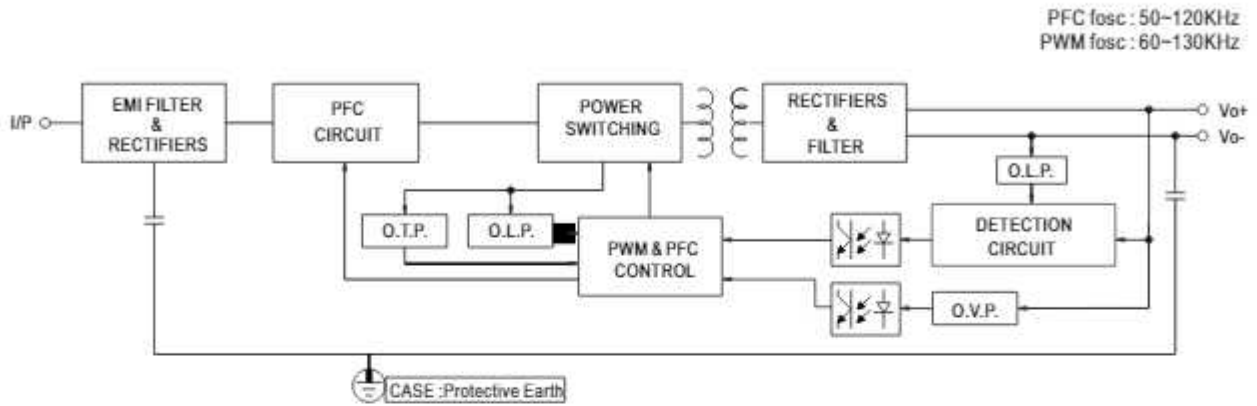 PFC fosc : 50~120KHz
PWM fosc : 60~130KHz
I/P
EMI FILTER
&
RECTIFIERS
PFC
CIRCUIT
POWER
SWITCHING
RECTIFIERS
&
FILTER
Vo+
Vo-
O.L.P.
O.T.P.
O.L.P.
PWM & PFC
CONTROL
DETECTION
CIRCUIT
O.V.P.
CASE :Protective Earth